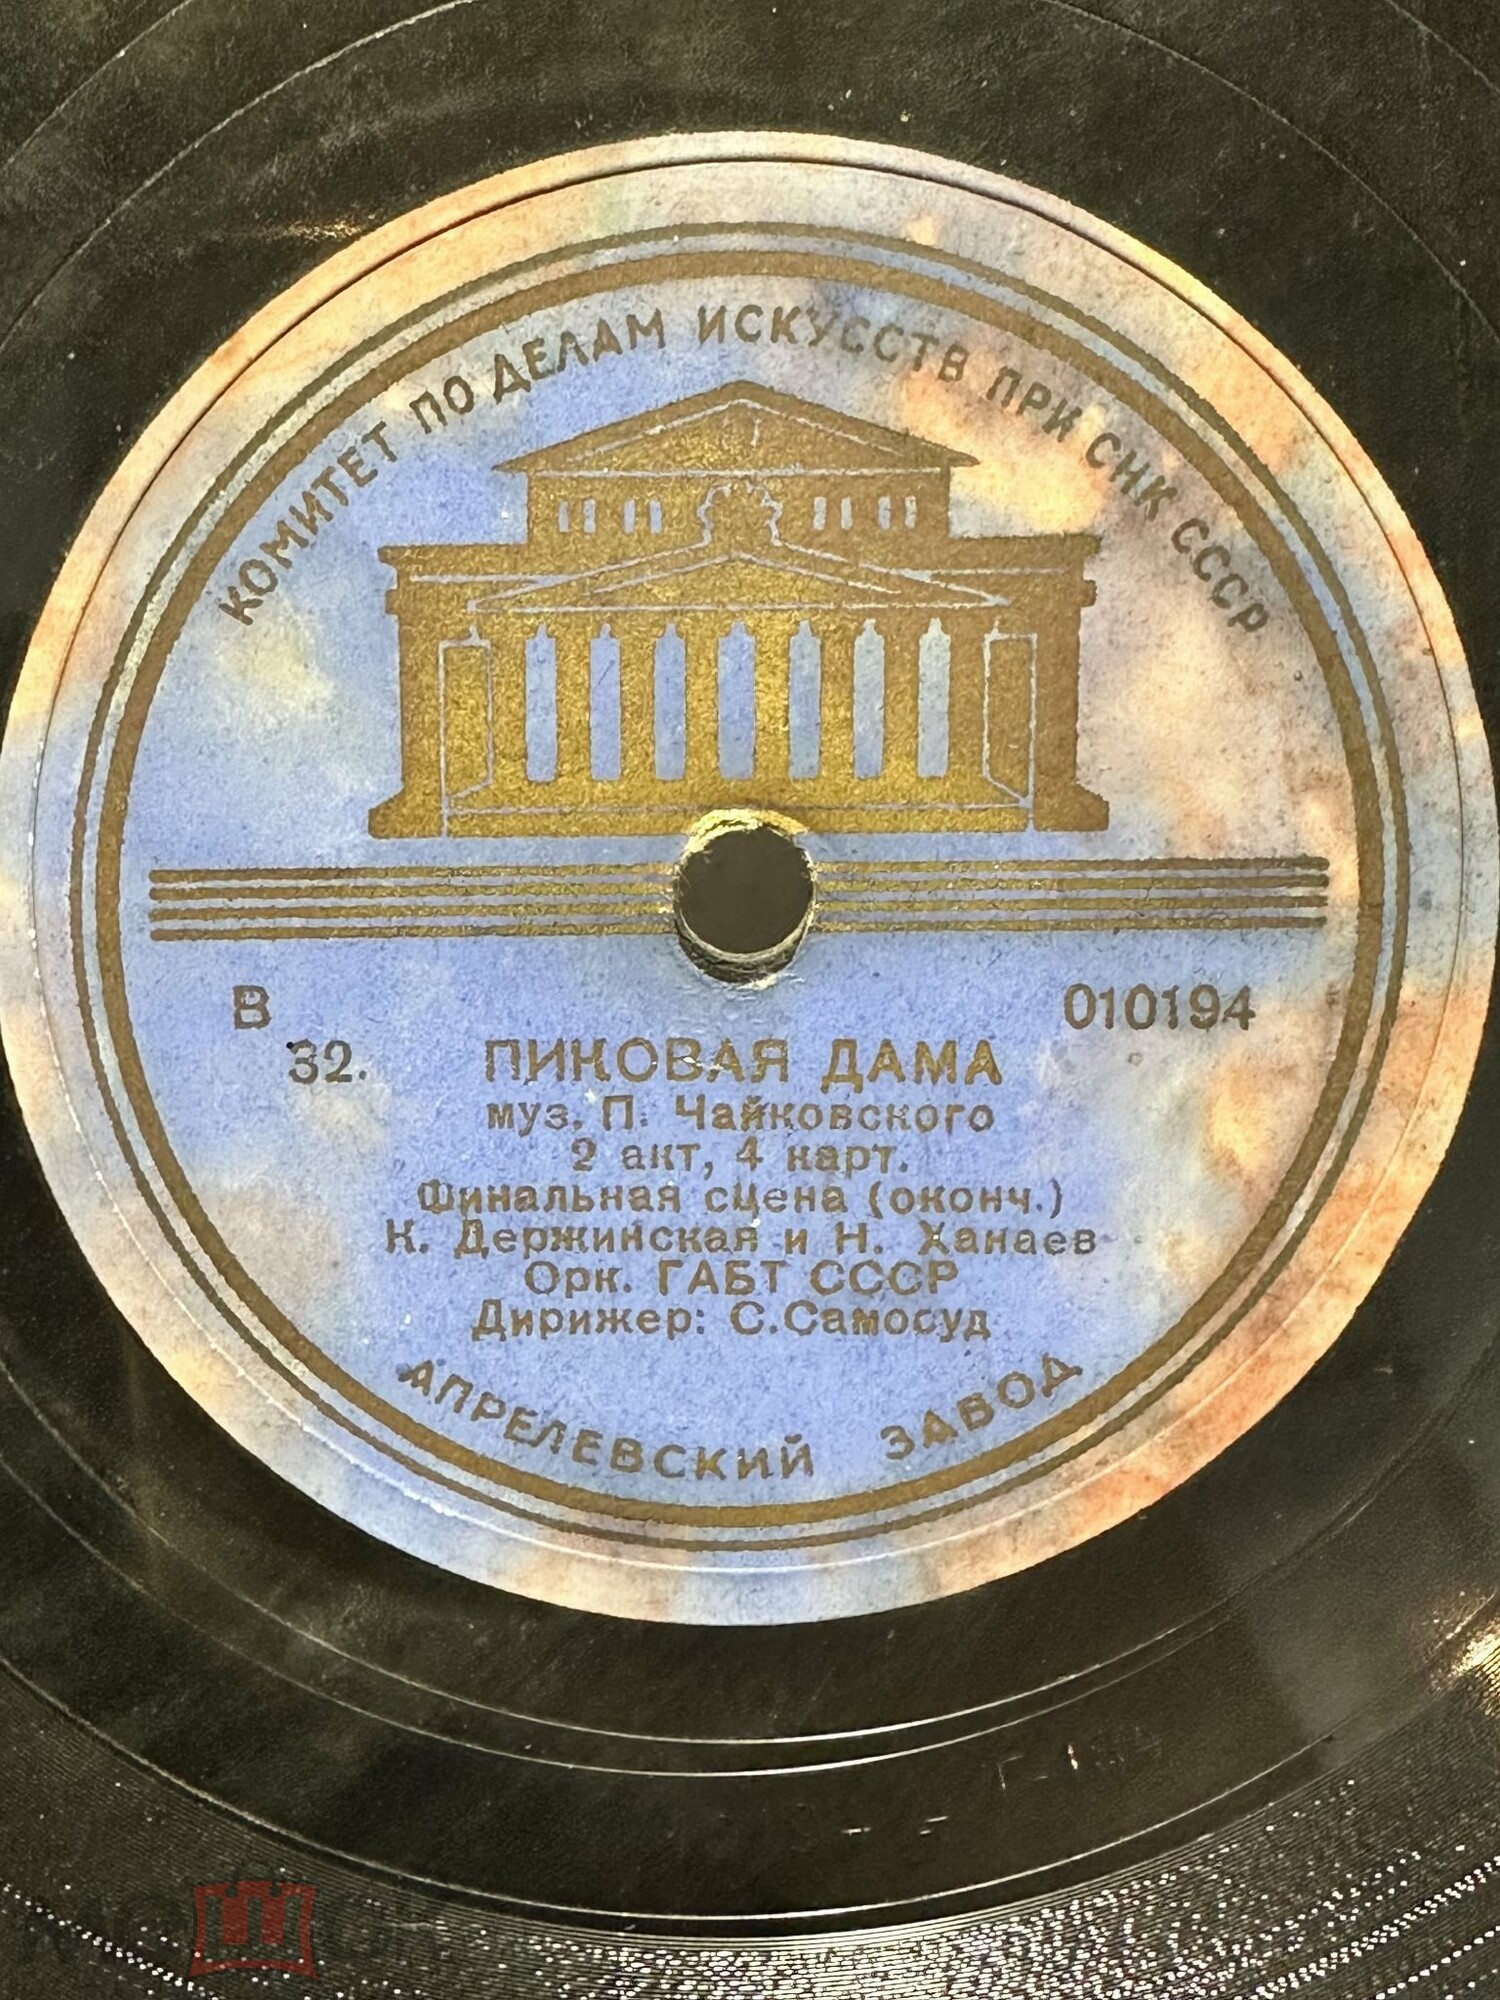 КОМИТЕТ ПО ДЕЛАМ ИСКУССТВ ПРИ СНК СССР
В 010194
32. ПИКОВАЯ ДАМА
муз. П. Чайковского
2 акт, 4 карт.
Финальная сцена (оконч.)
К. Держинская и Н. Ханаев
Орк. ГАБТ СССР
Дирижер: С.Самосуд
АПРЕЛЕВСКИЙ ЗАВОД